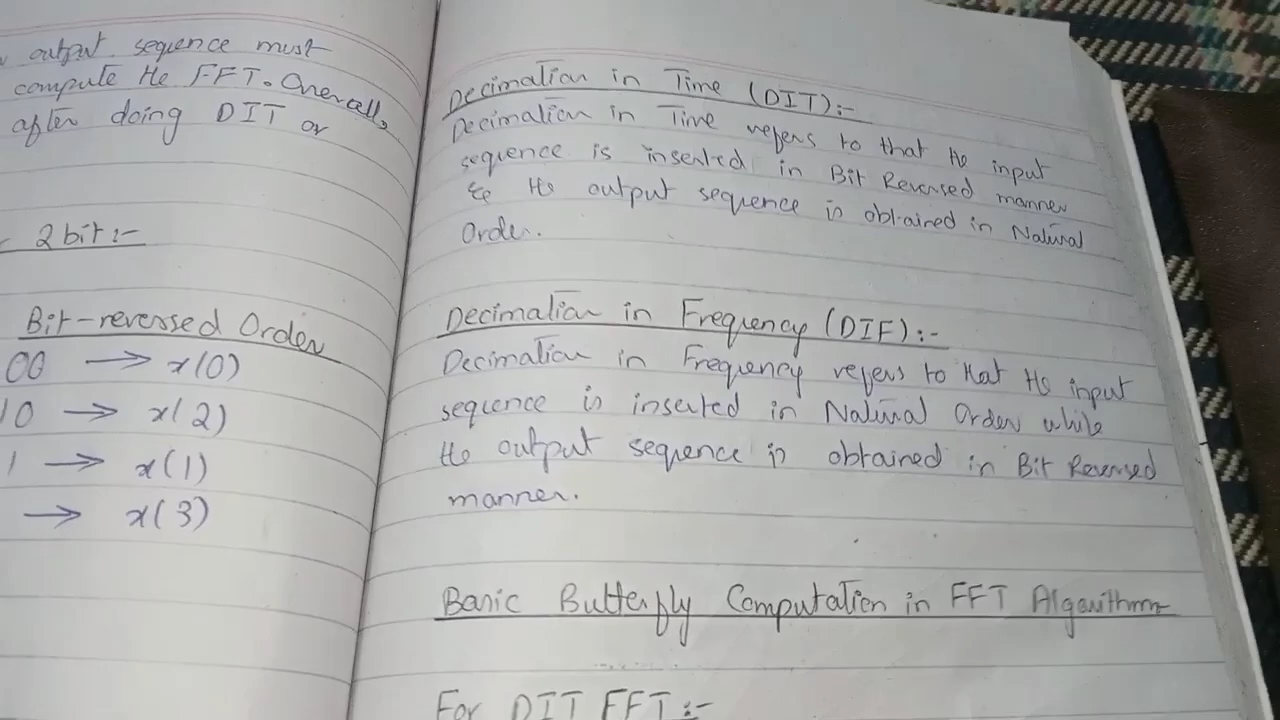 output sequence must
compute the FFT. Overall,
after doing DIT or
2 bit :-
Bit-reversed Order
00 → x(0)
10 → x(2)
1 → x(1)
→ x(3)
Decimation in Time (DIT):-
Decimation in Time refers to that the input
sequence is inserted in Bit Reversed manner
& the output sequence is obtained in Natural
Order.
Decimation in Frequency (DIF):-
Decimation in Frequency refers to that the input
sequence is inserted in Natural Order while
the output sequence is obtained in Bit Reversed
manner.
Basic Butterfly Computation in FFT Algorithm
For DIT FFT:-